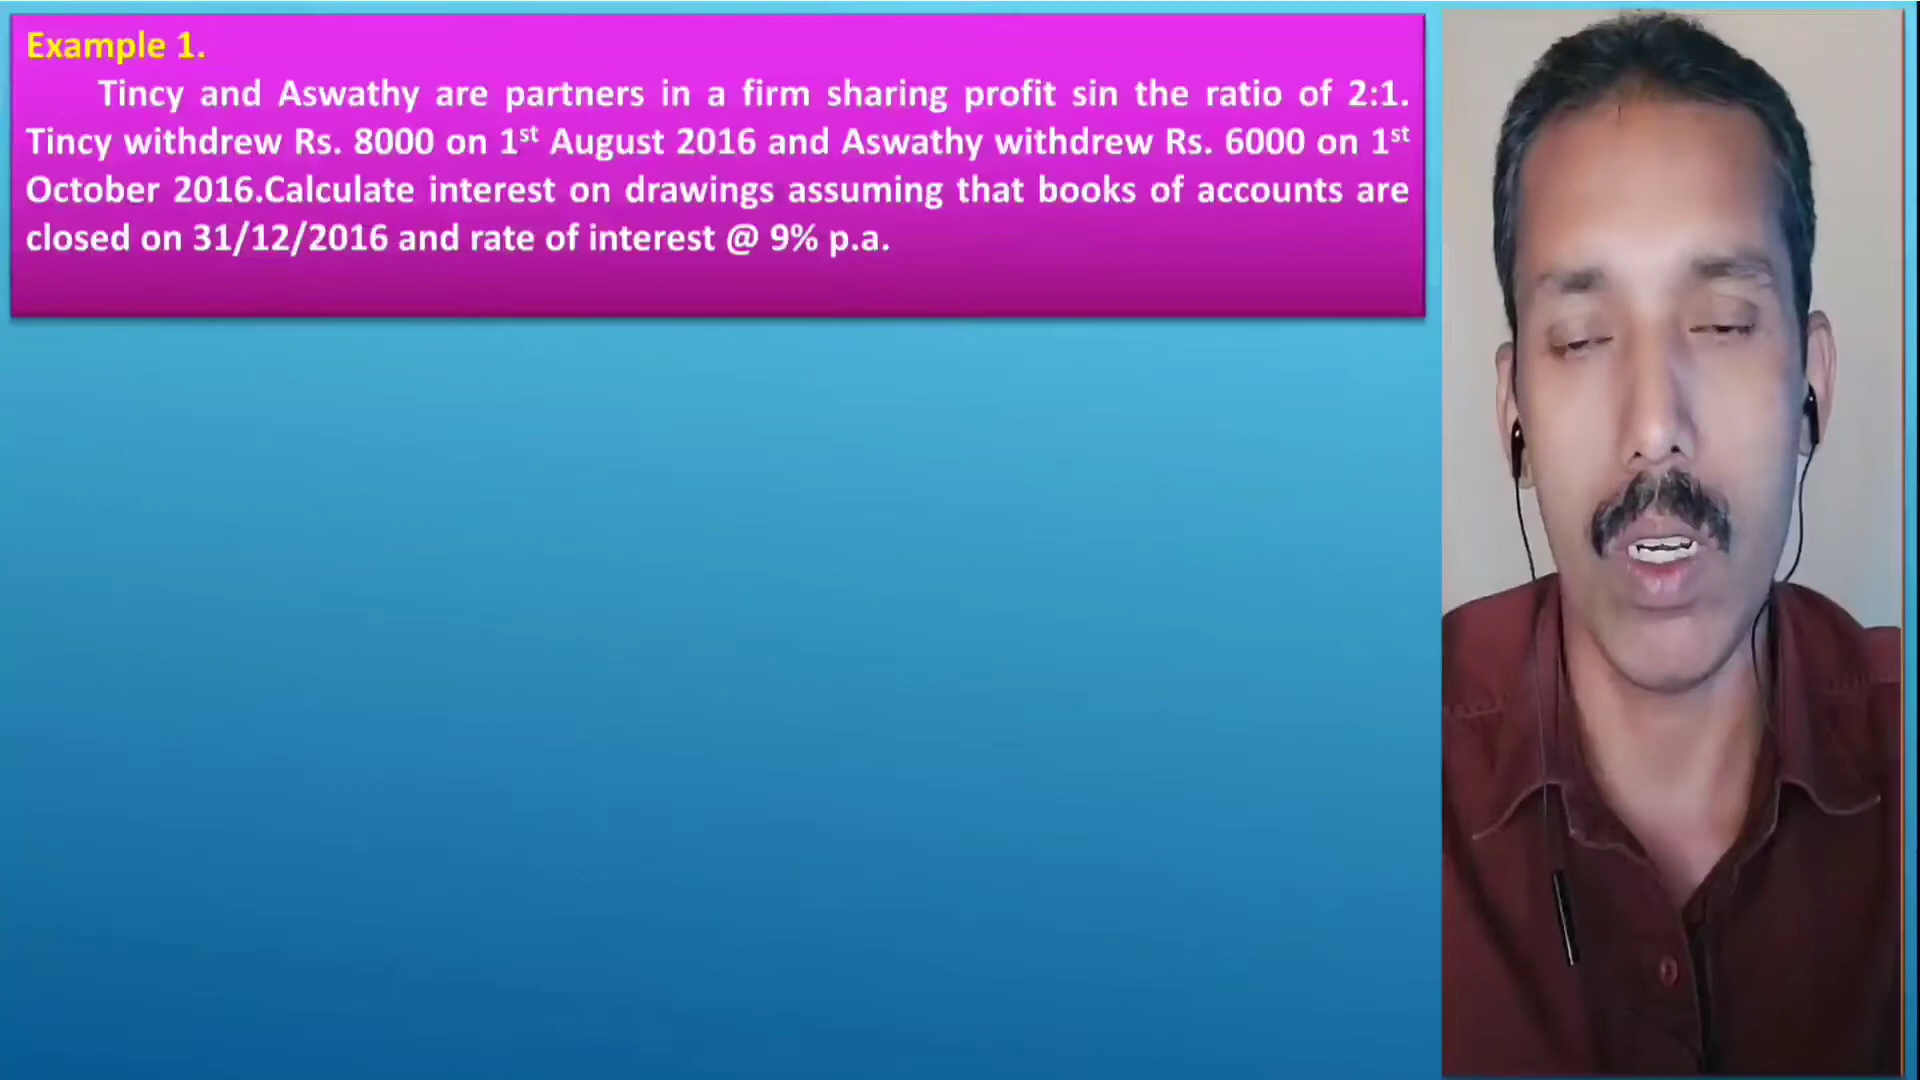 Example 1.
Tincy and Aswathy are partners in a firm sharing profit sin the ratio of 2:1.
Tincy withdrew Rs. 8000 on 1st August 2016 and Aswathy withdrew Rs. 6000 on 1st
October 2016.Calculate interest on drawings assuming that books of accounts are
closed on 31/12/2016 and rate of interest @ 9% p.a.